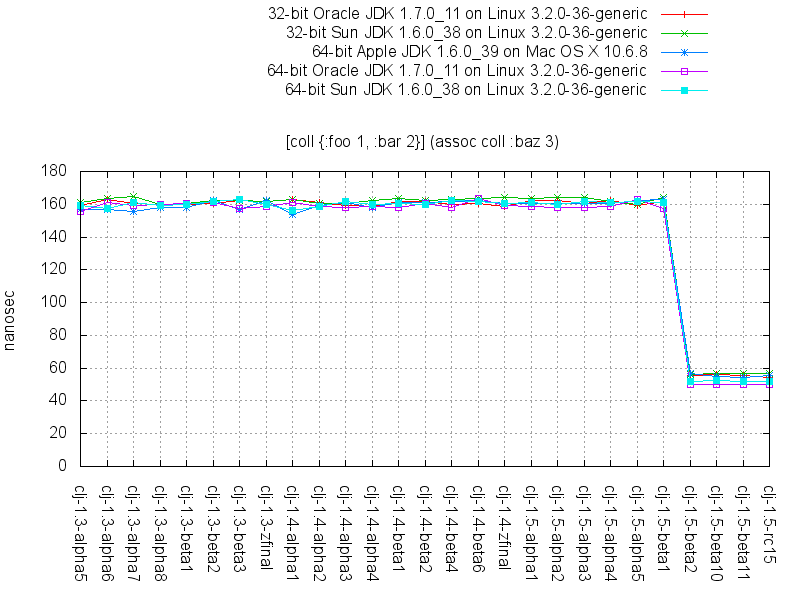 32-bit Oracle JDK 1.7.0_11 on Linux 3.2.0-36-generic
32-bit Sun JDK 1.6.0_38 on Linux 3.2.0-36-generic
64-bit Apple JDK 1.6.0_39 on Mac OS X 10.6.8
64-bit Oracle JDK 1.7.0_11 on Linux 3.2.0-36-generic
64-bit Sun JDK 1.6.0_38 on Linux 3.2.0-36-generic
[coll {:foo 1, :bar 2}] (assoc coll :baz 3)
180
160
140
120
100
80
60
40
20
0
nanosec
clj-1.3-alpha5
clj-1.3-alpha6
clj-1.3-alpha7
clj-1.3-alpha8
clj-1.3-beta1
clj-1.3-beta2
clj-1.3-beta3
clj-1.3-zfinal
clj-1.4-alpha1
clj-1.4-alpha2
clj-1.4-alpha3
clj-1.4-alpha4
clj-1.4-beta1
clj-1.4-beta2
clj-1.4-beta4
clj-1.4-beta6
clj-1.4-zfinal
clj-1.5-alpha1
clj-1.5-alpha2
clj-1.5-alpha3
clj-1.5-alpha4
clj-1.5-alpha5
clj-1.5-beta1
clj-1.5-beta2
clj-1.5-beta10
clj-1.5-beta11
clj-1.5-rc15